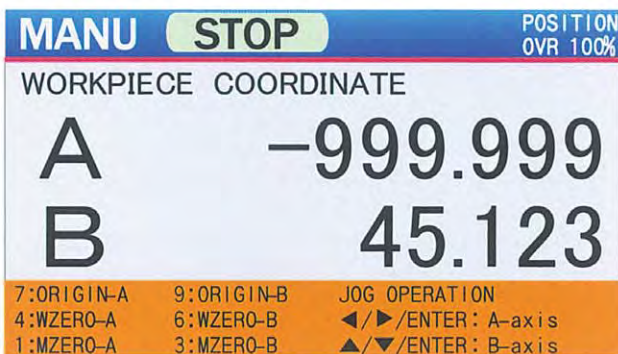 MANU STOP POSITION
OVR 100%
WORKPIECE COORDINATE
A -999.999
B 45.123
7:ORIGIN-A 9:ORIGIN-B JOG OPERATION
4:WZERO-A 6:WZERO-B ◀/▶/ENTER: A-axis
1:MZERO-A 3:MZERO-B ▲/▼/ENTER: B-axis